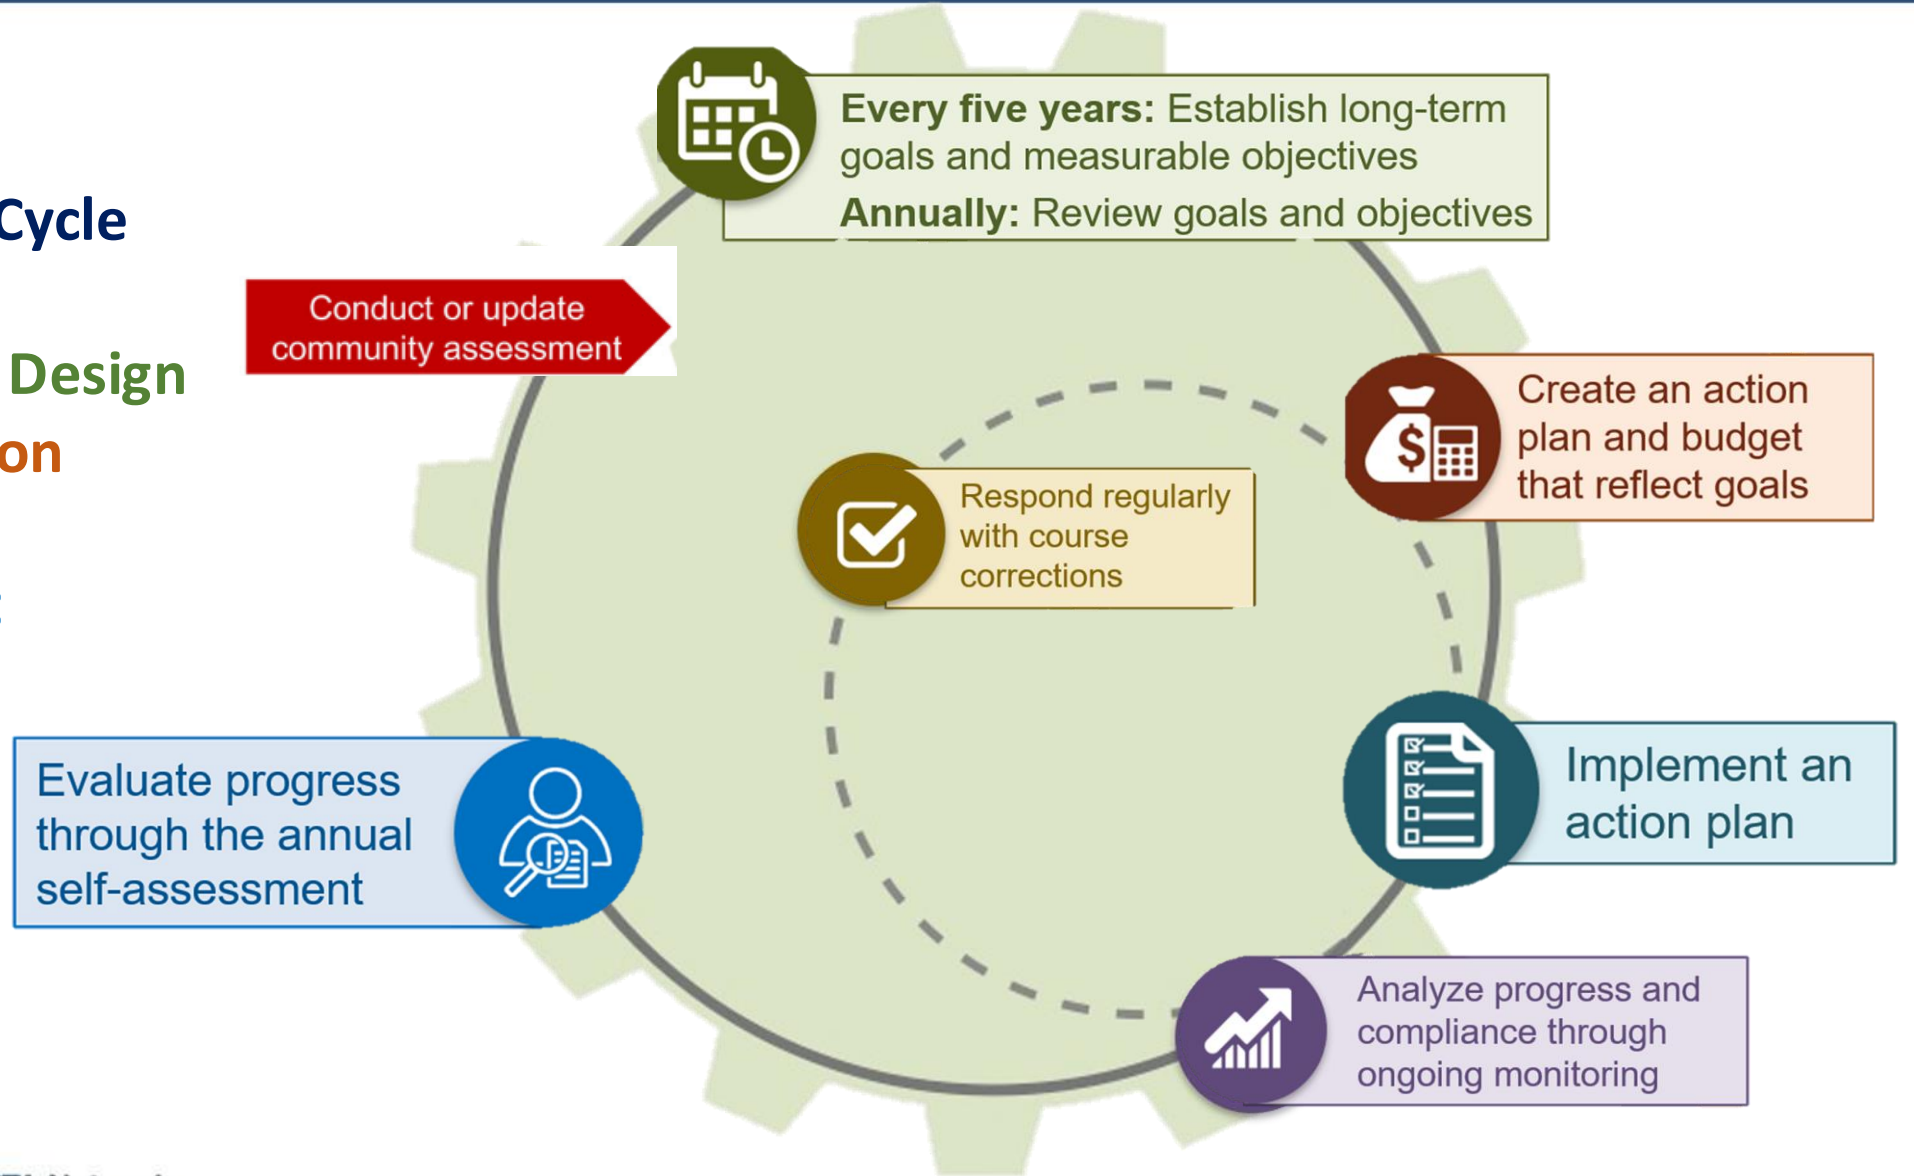 Cycle
Design
on
Every five years: Establish long-term
goals and measurable objectives
Annually: Review goals and objectives
Conduct or update
community assessment
Create an action
plan and budget
that reflect goals
Respond regularly
with course
corrections
Implement an
action plan
Evaluate progress
through the annual
self-assessment
Analyze progress and
compliance through
ongoing monitoring